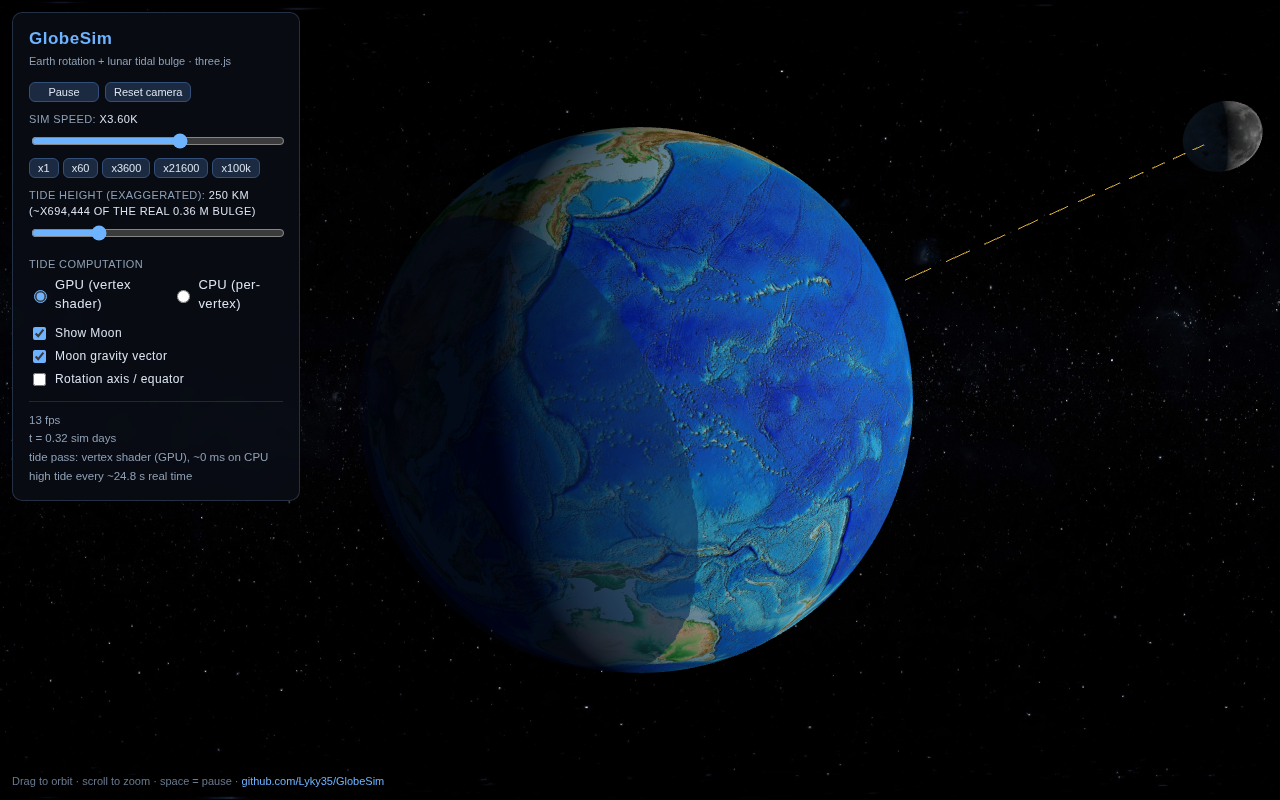 GlobeSim
Earth rotation + lunar tidal bulge · three.js
Pause
Reset camera
SIM SPEED: X3.60K
x1
x60
x3600
x21600
x100k
TIDE HEIGHT (EXAGGERATED): 250 KM
(~X694,444 OF THE REAL 0.36 M BULGE)
TIDE COMPUTATION
GPU (vertex
shader)
CPU (per-
vertex)
Show Moon
Moon gravity vector
Rotation axis / equator
13 fps
t = 0.32 sim days
tide pass: vertex shader (GPU), ~0 ms on CPU
high tide every ~24.8 s real time
Drag to orbit · scroll to zoom · space = pause · github.com/Lyky35/GlobeSim